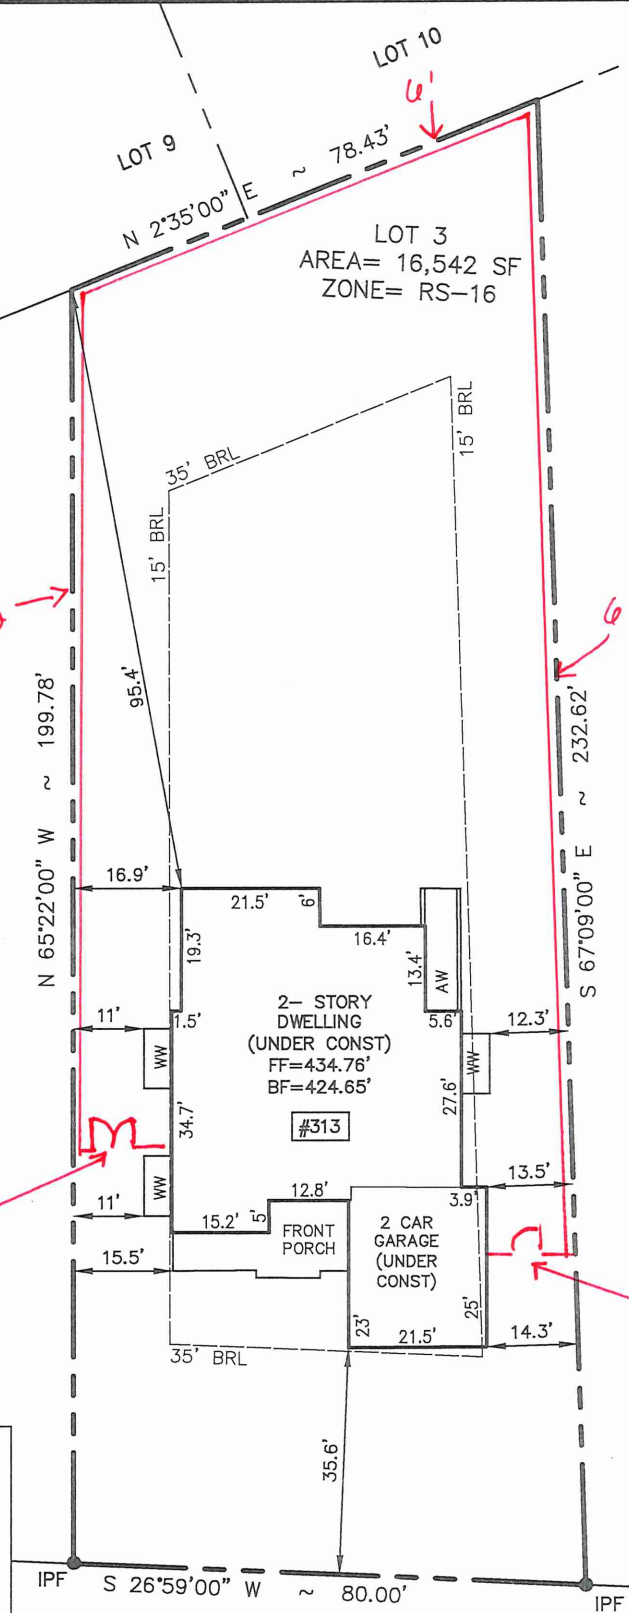 LOT 10
6'
LOT 9
N 2°35'00" E ~ 78.43'
LOT 3
AREA= 16,542 SF
ZONE= RS-16
15' BRL
35' BRL
15' BRL
6
95.4'
N 65°22'00" W ~ 199.78'
S 67°09'00" E ~ 232.62'
16.9'
21.5'
6'
16.4'
19.3'
13.4'
AW
2- STORY
DWELLING
(UNDER CONST)
FF=434.76'
BF=424.65'
#313
1.5'
5.6'
11'
12.3'
WW
WW
34.7'
27.6'
WW
11'
12.8'
3.9'
13.5'
15.2'
5'
FRONT
PORCH
2 CAR
GARAGE
(UNDER
CONST)
15.5'
23'
25'
21.5'
14.3'
35' BRL
35.6'
IPF
S 26°59'00" W ~ 80.00'
IPF